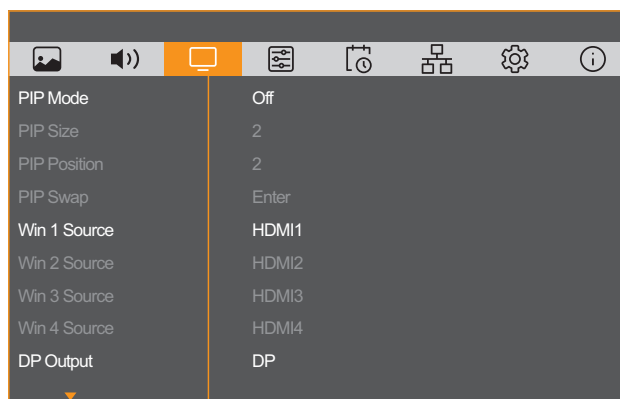 PIP Mode Off
PIP Size 2
PIP Position 2
PIP Swap Enter
Win 1 Source HDMI1
Win 2 Source HDMI2
Win 3 Source HDMI3
Win 4 Source HDMI4
DP Output DP